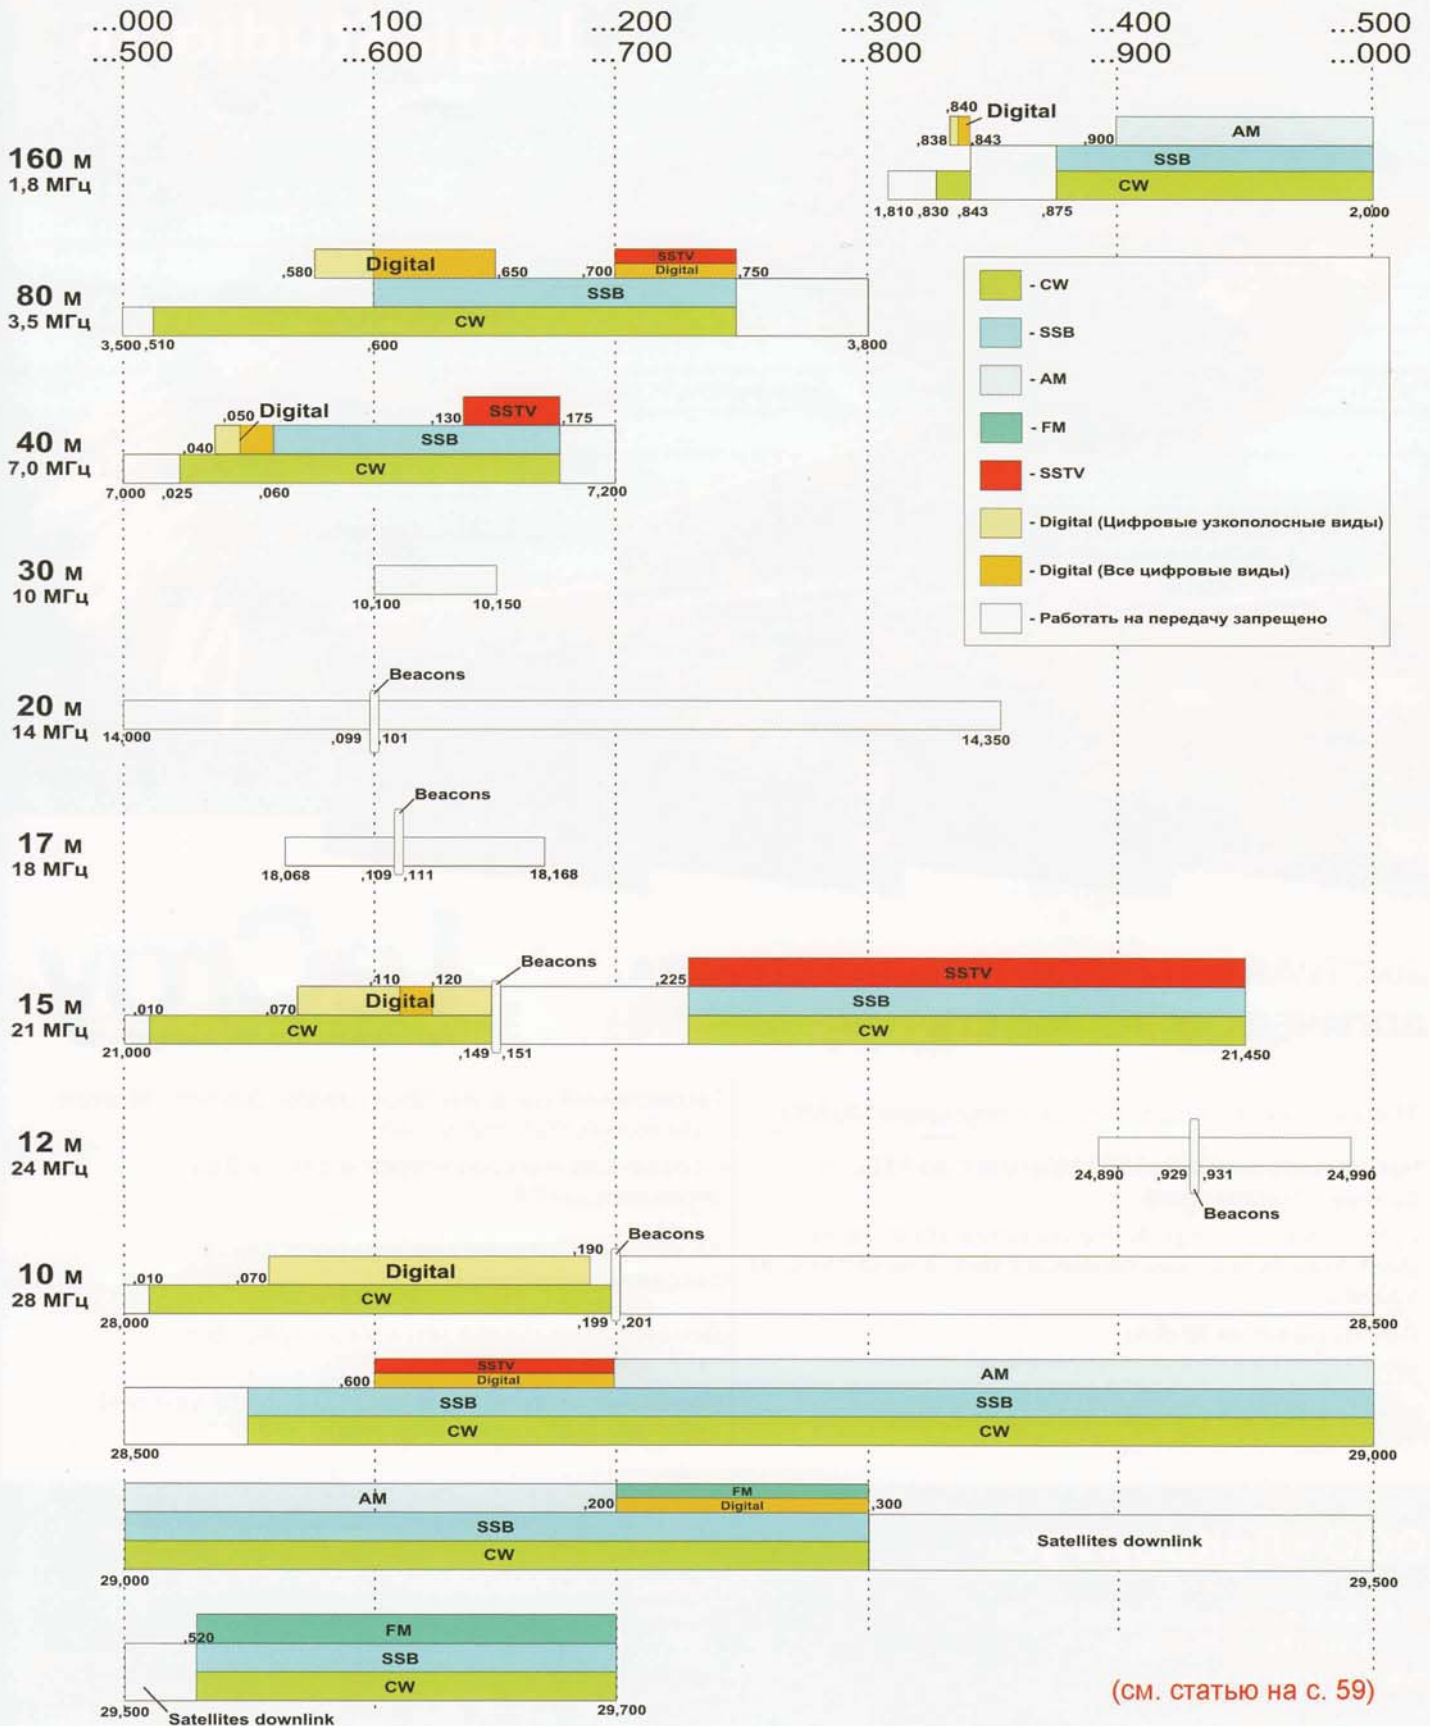 ...000 ...100 ...200 ...300 ...400 ...500
...500 ...600 ...700 ...800 ...900 ...000
160 м
1,8 МГц
,840
Digital
,838 ,843 ,900 AM
SSB
CW
1,810 ,830 ,843 ,875 2,000
80 м
3,5 МГц
,580 Digital ,650 ,700 SSTV ,750
Digital
SSB
CW
3,500 ,510 ,600 3,800
- CW
- SSB
- AM
- FM
- SSTV
- Digital (Цифровые узкополосные виды)
- Digital (Все цифровые виды)
- Работать на передачу запрещено
40 м
7,0 МГц
,050 Digital ,130 SSTV ,175
,040 SSB
CW
7,000 ,025 ,060 7,200
30 м
10 МГц
10,100 10,150
20 м
14 МГц
Beacons
14,000 ,099 ,101 14,350
17 м
18 МГц
Beacons
18,068 ,109 ,111 18,168
15 м
21 МГц
Beacons
,110 ,120 ,225 SSTV
,010 ,070 Digital SSB
CW CW
21,000 ,149 ,151 21,450
12 м
24 МГц
24,890 ,929 ,931 24,990
Beacons
10 м
28 МГц
Beacons
,190
,010 ,070 Digital
CW
28,000 ,199 ,201 28,500
,600 SSTV AM
Digital
SSB SSB
CW CW
28,500 29,000
AM ,200 FM ,300
Digital
SSB
CW
Satellites downlink
29,000 29,500
,520 FM
SSB
CW
29,500 Satellites downlink 29,700
(см. статью на с. 59)